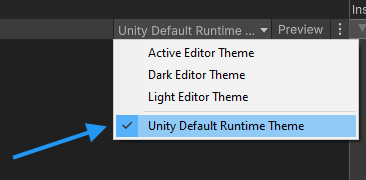 Unity Default Runtime ... Preview Ins
Active Editor Theme
Dark Editor Theme
Light Editor Theme
Unity Default Runtime Theme